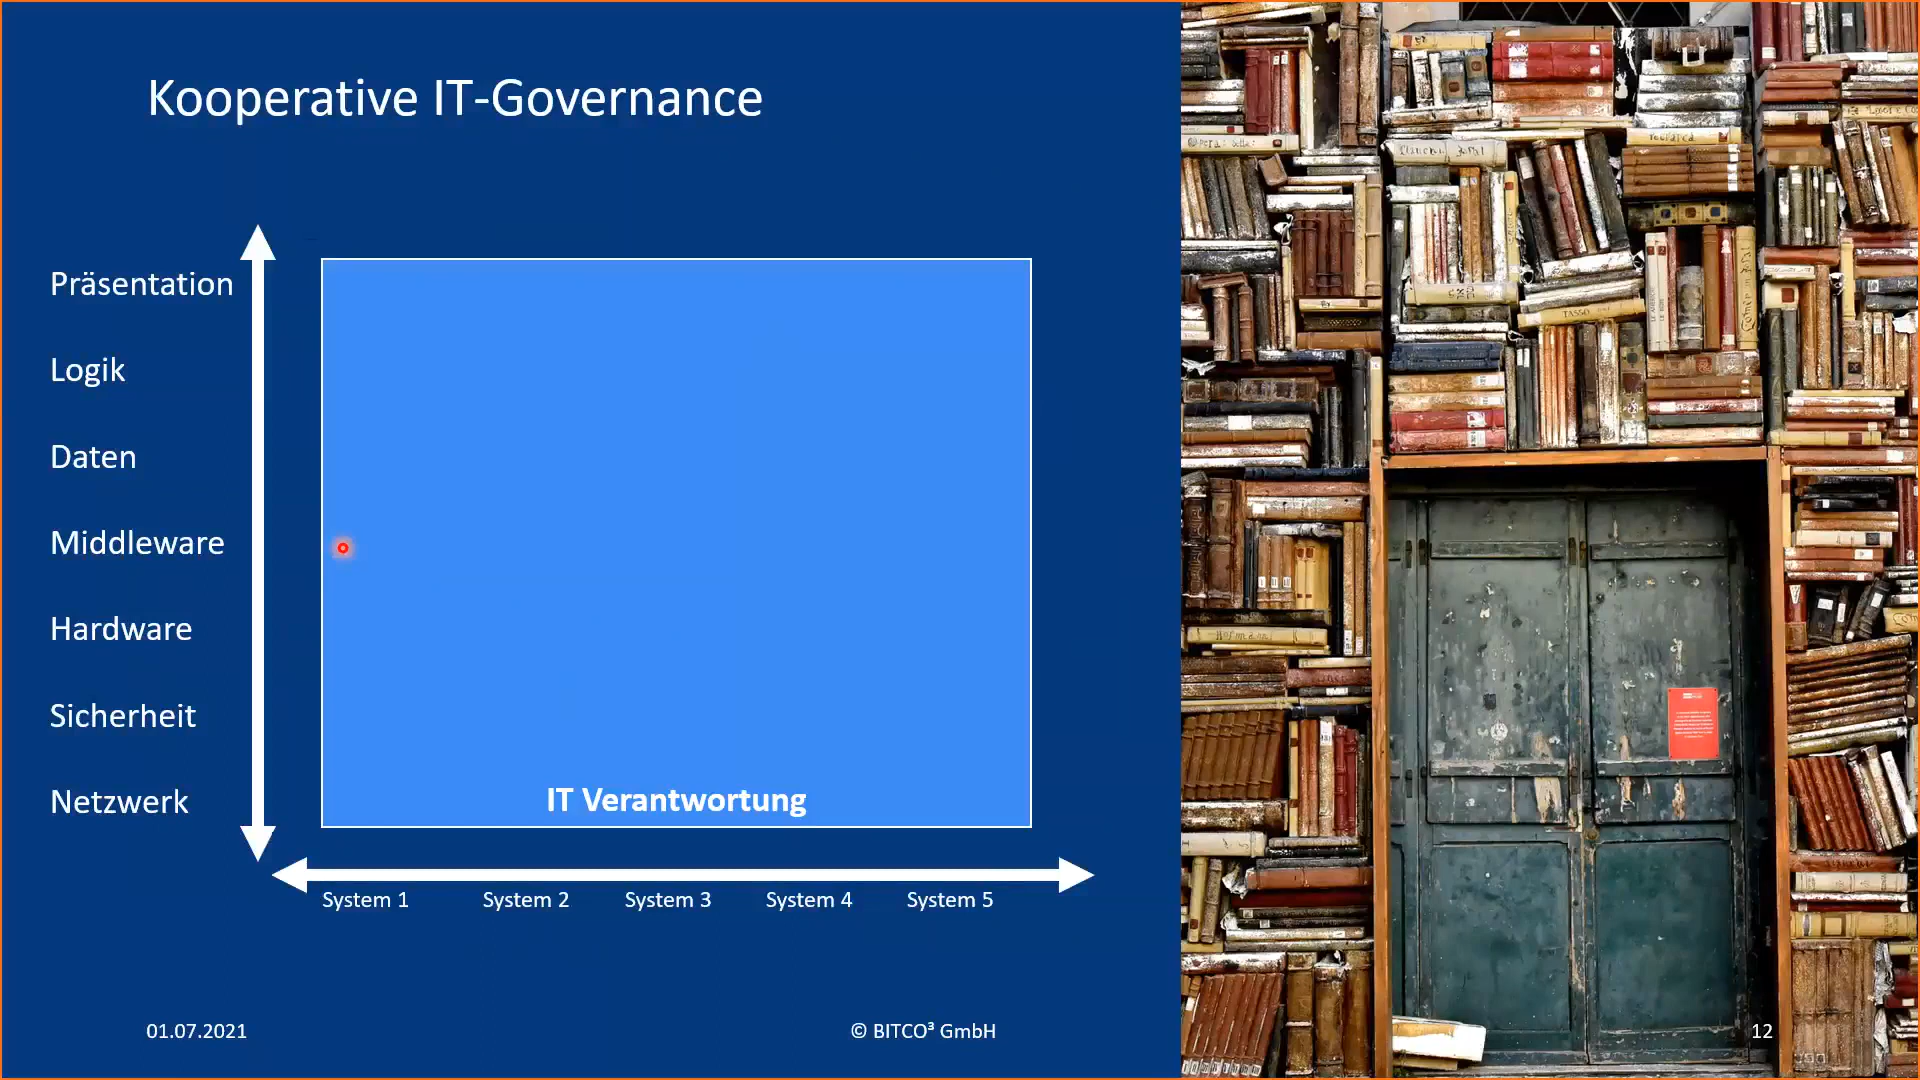 Kooperative IT-Governance
Präsentation
Logik
Daten
Middleware
Hardware
Sicherheit
Netzwerk
IT Verantwortung
System 1 System 2 System 3 System 4 System 5
01.07.2021 © BITCO³ GmbH 12
TASSO